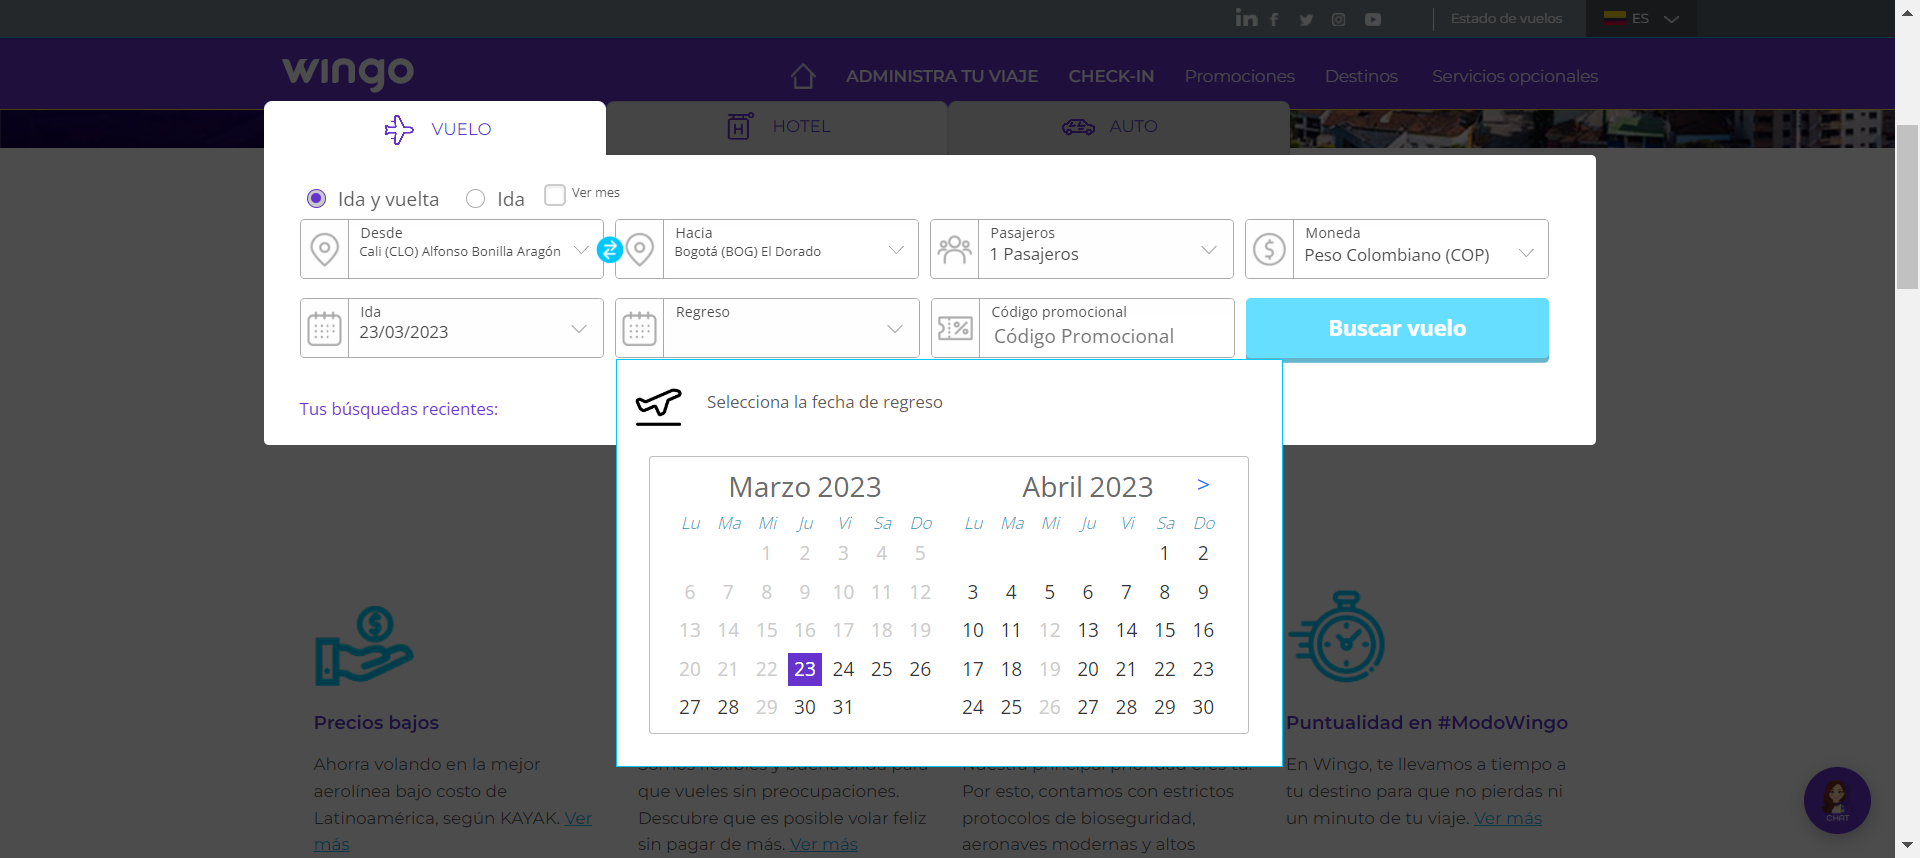 Estado de vuelos
ES
wingo
ADMINISTRA TU VIAJE
CHECK-IN
Promociones
Destinos
Servicios opcionales
VUELO
HOTEL
AUTO
Ida y vuelta
Ida
Ver mes
Desde
Cali (CLO) Alfonso Bonilla Aragón
Hacia
Bogotá (BOG) El Dorado
Pasajeros
1 Pasajeros
Moneda
Peso Colombiano (COP)
Ida
23/03/2023
Regreso
Código promocional
Código Promocional
Buscar vuelo
Tus búsquedas recientes:
Selecciona la fecha de regreso
Marzo 2023
Lu Ma Mi Ju Vi Sa Do
1 2 3 4 5
6 7 8 9 10 11 12
13 14 15 16 17 18 19
20 21 22 23 24 25 26
27 28 29 30 31
Abril 2023 >
Lu Ma Mi Ju Vi Sa Do
1 2
3 4 5 6 7 8 9
10 11 12 13 14 15 16
17 18 19 20 21 22 23
24 25 26 27 28 29 30
Precios bajos
Ahorra volando en la mejor
aerolínea bajo costo de
Latinoamérica, según KAYAK. Ver
más
que vueles sin preocupaciones.
Descubre que es posible volar feliz
sin pagar de más. Ver más
Por esto, contamos con estrictos
protocolos de bioseguridad,
aeronaves modernas y altos
Puntualidad en #ModoWingo
En Wingo, te llevamos a tiempo a
tu destino para que no pierdas ni
un minuto de tu viaje. Ver más
CHAT